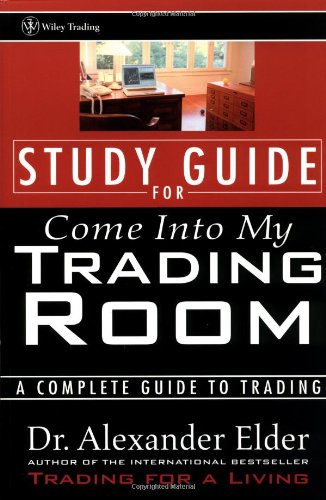 Wiley Trading
STUDY GUIDE
FOR
Come Into My
TRADING
ROOM
A COMPLETE GUIDE TO TRADING
Dr. Alexander Elder
AUTHOR OF THE INTERNATIONAL BESTSELLER
TRADING FOR A LIVING